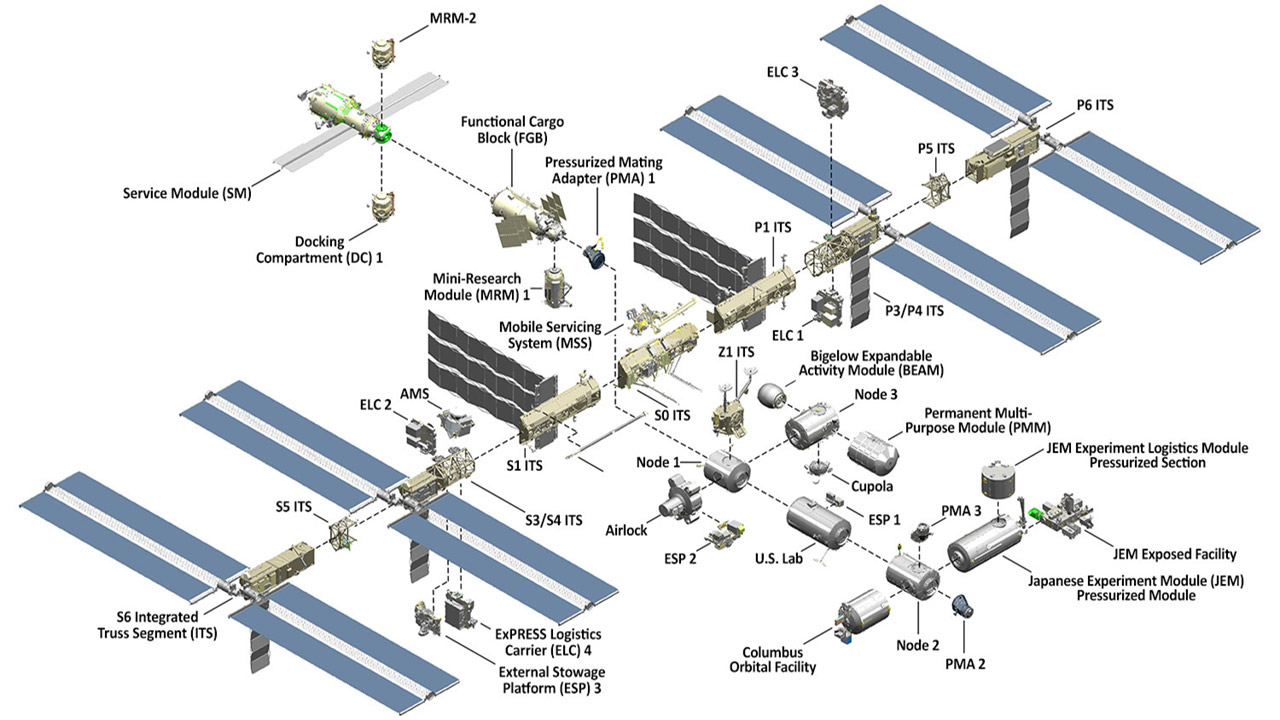 MRM-2
ELC 3
P6 ITS
Functional Cargo
Block (FGB)
P5 ITS
Pressurized Mating
Adapter (PMA) 1
Service Module (SM)
P1 ITS
Docking
Compartment (DC) 1
Mini-Research
Module (MRM) 1
P3/P4 ITS
Mobile Servicing
System (MSS)
ELC 1
Z1 ITS
Bigelow Expandable
Activity Module (BEAM)
AMS
ELC 2
S0 ITS
Node 3
Permanent Multi-
Purpose Module (PMM)
JEM Experiment Logistics Module
Pressurized Section
S1 ITS
Node 1
Cupola
S5 ITS
S3/S4 ITS
Airlock
ESP 1
PMA 3
ESP 2
U.S. Lab
JEM Exposed Facility
Japanese Experiment Module (JEM)
Pressurized Module
S6 Integrated
Truss Segment (ITS)
ExPRESS Logistics
Carrier (ELC) 4
Node 2
Columbus
Orbital Facility
PMA 2
External Stowage
Platform (ESP) 3